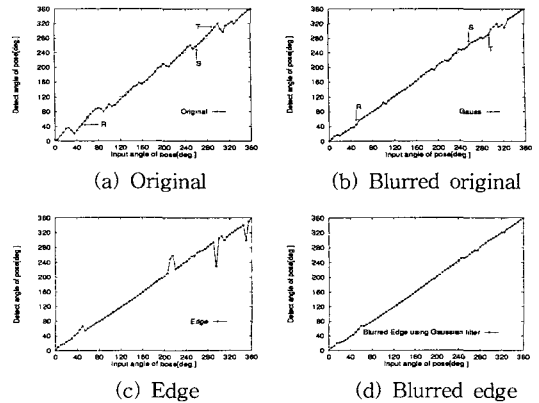 360
320
280
240
200
160
120
80
40
0
Detect angle of pose[deg.]
T
S
R
Original
0 40 80 120 160 200 240 280 320 360
Input angle of pose[deg.]
(a) Original
360
320
280
240
200
160
120
80
40
0
Detect angle of pose[deg.]
S
T
R
Gauss
0 40 80 120 160 200 240 280 320 360
Input angle of pose[deg.]
(b) Blurred original
360
320
280
240
200
160
120
80
40
0
Detect angle of pose[deg.]
Edge
0 40 80 120 160 200 240 280 320 360
Input angle of pose[deg.]
(c) Edge
360
320
280
240
200
160
120
80
40
0
Detect angle of pose[deg.]
Blurred Edge using Gaussian filter
0 40 80 120 160 200 240 280 320 360
Input angle of pose[deg.]
(d) Blurred edge